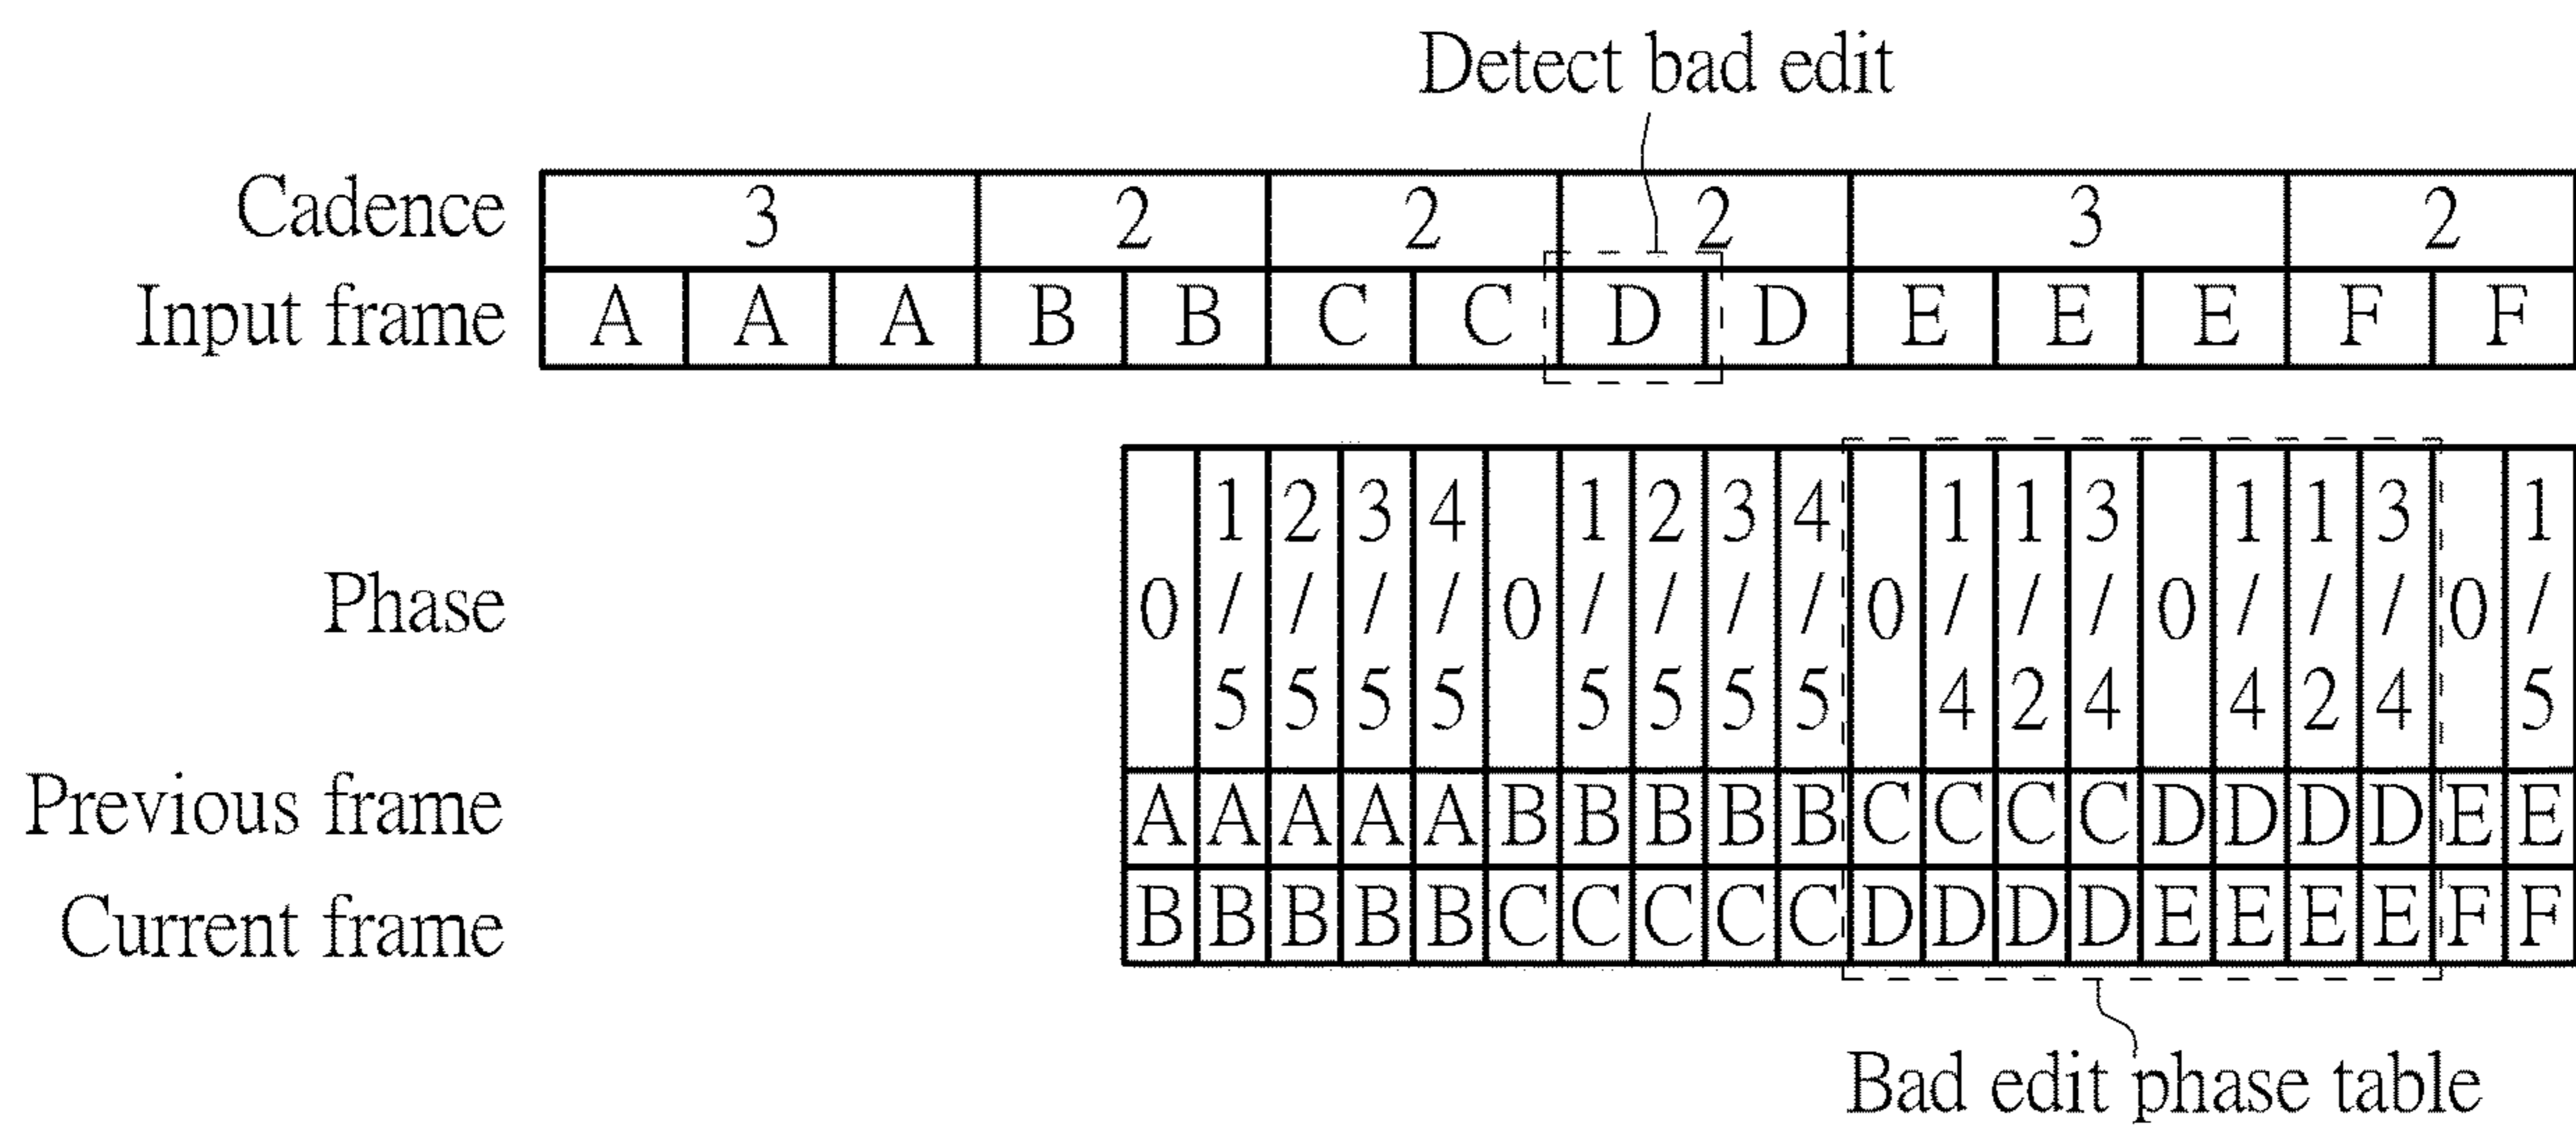 Detect bad edit
Cadence 3 2 2 2 3 2
Input frame A A A B B C C D D E E E F F
Phase 0 1/5 2/5 3/5 4/5 0 1/5 2/5 3/5 4/5 0 1/4 1/2 3/4 0 1/4 1/2 3/4 0 1/5
Previous frame A A A A A B B B B B C C C C D D D D E E
Current frame B B B B B C C C C C D D D D E E E E F F
Bad edit phase table